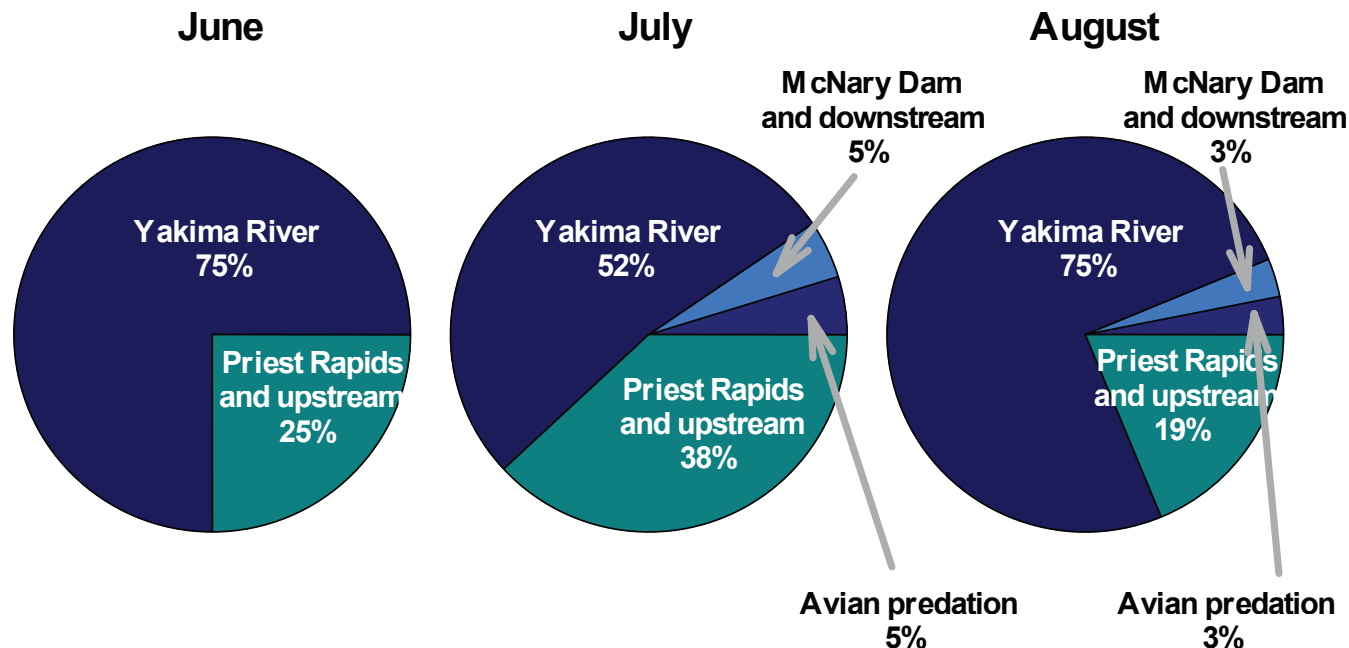 June
Yakima River
75%
Priest Rapids
and upstream
25%
July
McNary Dam
and downstream
5%
Yakima River
52%
Priest Rapids
and upstream
38%
Avian predation
5%
August
McNary Dam
and downstream
3%
Yakima River
75%
Priest Rapids
and upstream
19%
Avian predation
3%